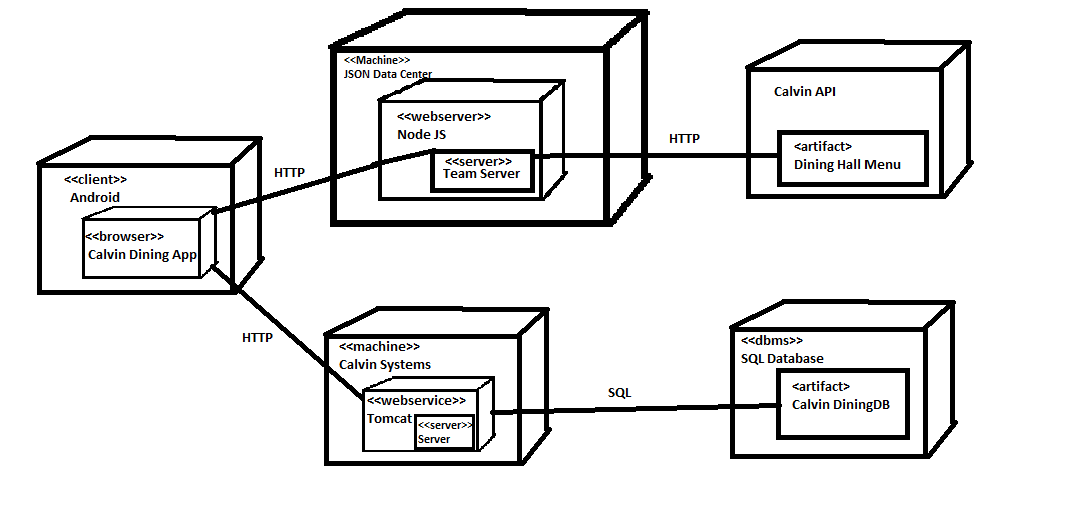 <<Machine>>
JSON Data Center
<<webserver>>
Node JS
<<server>>
Team Server
HTTP
Calvin API
<artifact>
Dining Hall Menu
HTTP
<<client>>
Android
<<browser>>
Calvin Dining App
HTTP
<<machine>>
Calvin Systems
<<webservice>>
Tomcat
<<server>>
Server
SQL
<<dbms>>
SQL Database
<artifact>
Calvin DiningDB